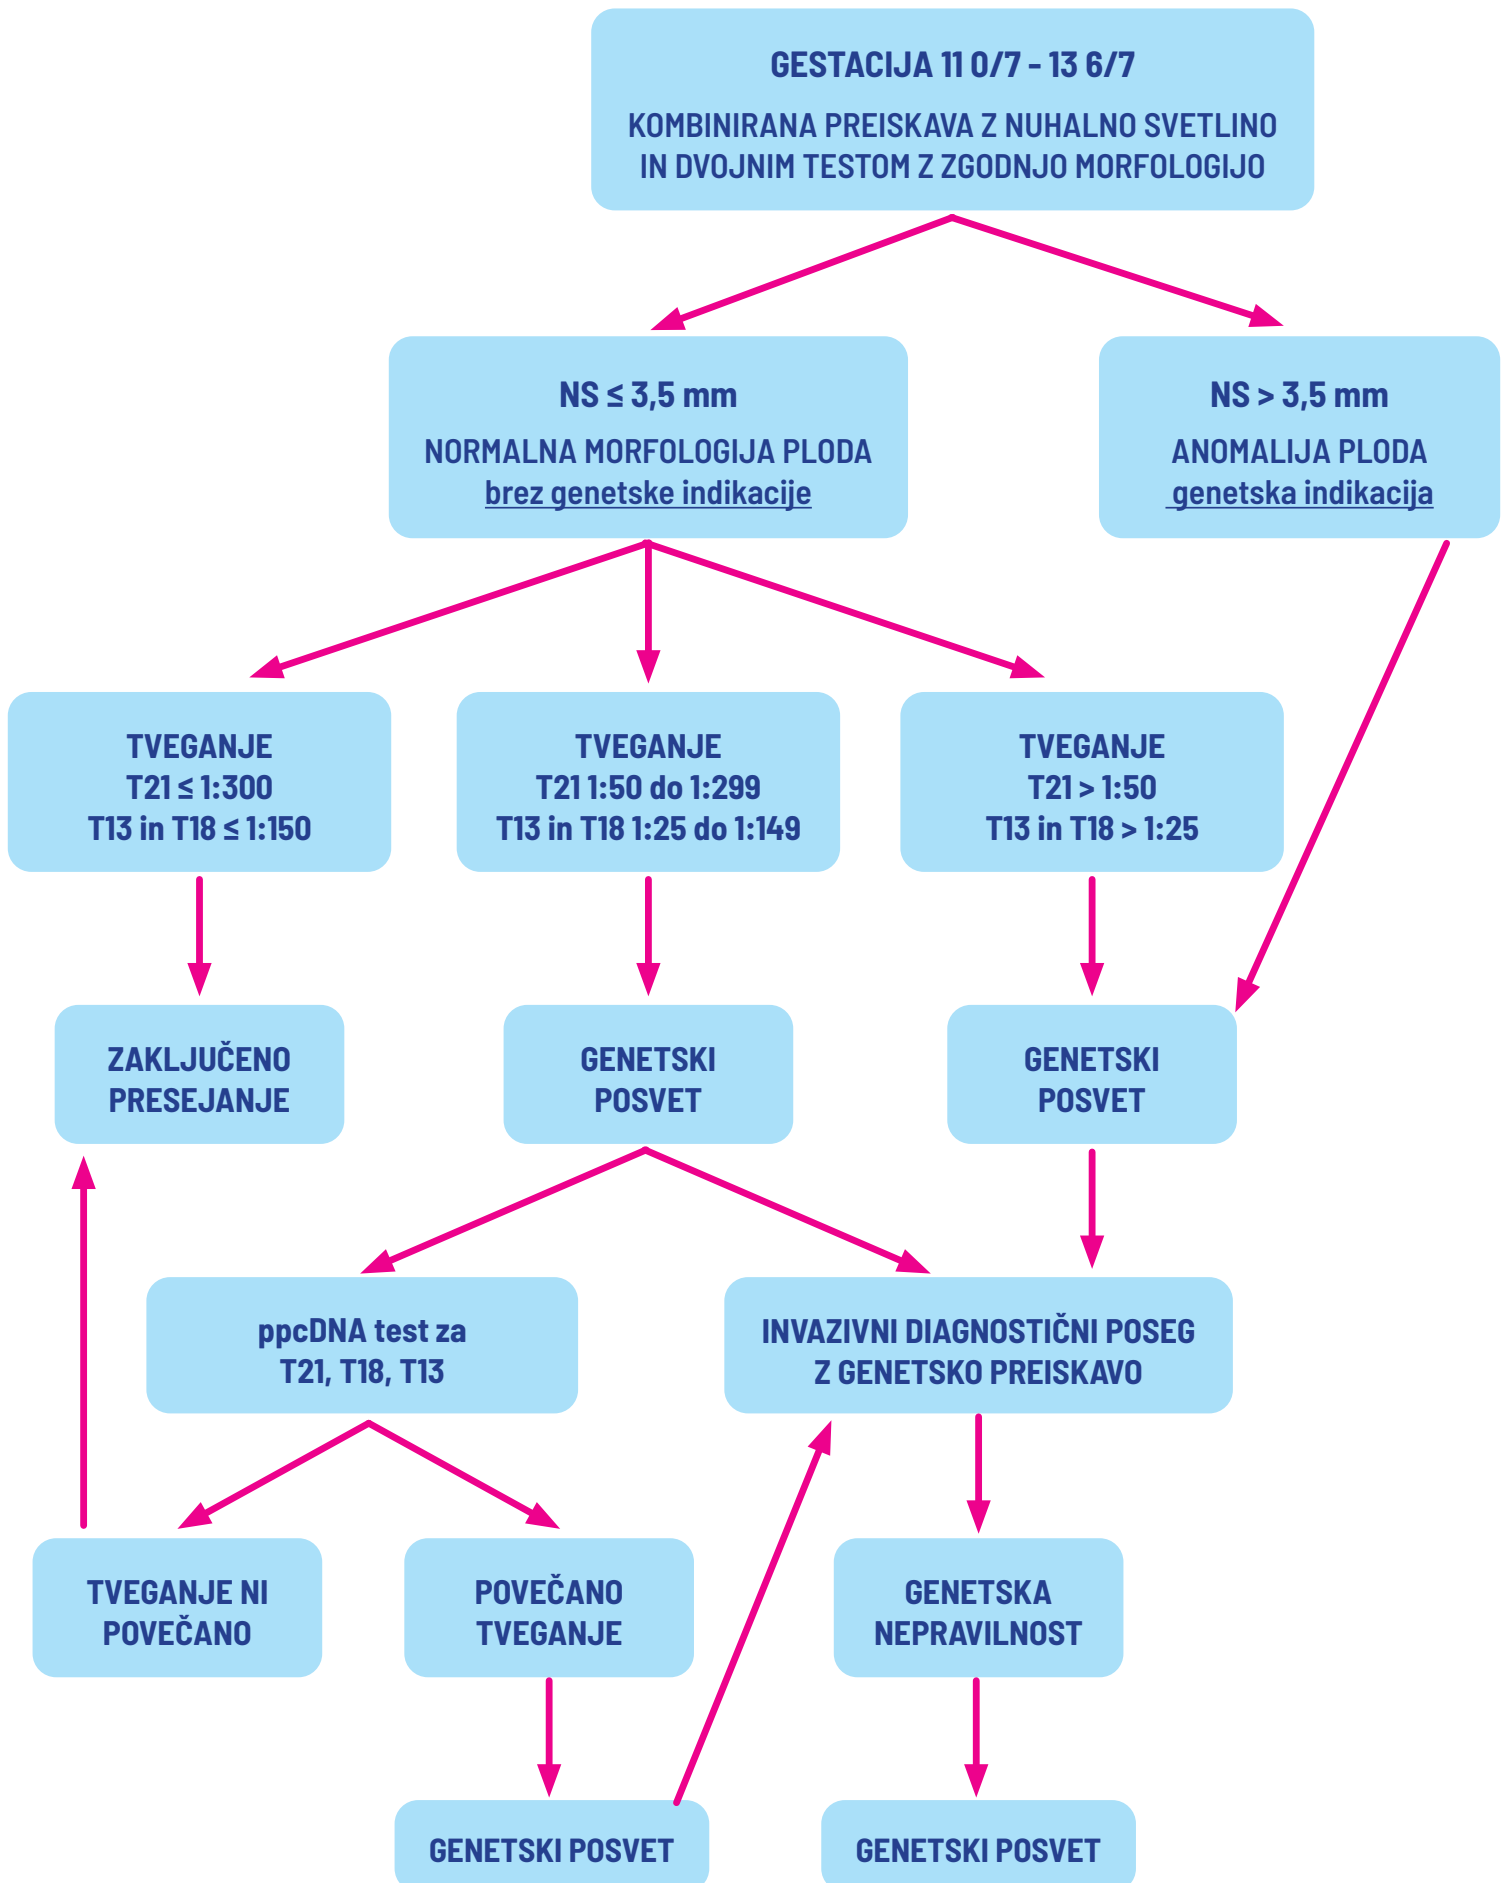 GESTACIJA 11 0/7 - 13 6/7
KOMBINIRANA PREISKAVA Z NUHALNO SVETLINO
IN DVOJNIM TESTOM Z ZGODNJO MORFOLOGIJO
NS ≤ 3,5 mm
NORMALNA MORFOLOGIJA PLODA
brez genetske indikacije
NS > 3,5 mm
ANOMALIJA PLODA
genetska indikacija
TVEGANJE
T21 ≤ 1:300
T13 in T18 ≤ 1:150
TVEGANJE
T21 1:50 do 1:299
T13 in T18 1:25 do 1:149
TVEGANJE
T21 > 1:50
T13 in T18 > 1:25
ZAKLJUČENO
PRESEJANJE
GENETSKI
POSVET
GENETSKI
POSVET
ppcDNA test za
T21, T18, T13
INVAZIVNI DIAGNOSTIČNI POSEG
Z GENETSKO PREISKAVO
TVEGANJE NI
POVEČANO
POVEČANO
TVEGANJE
GENETSKA
NEPRAVILNOST
GENETSKI POSVET
GENETSKI POSVET